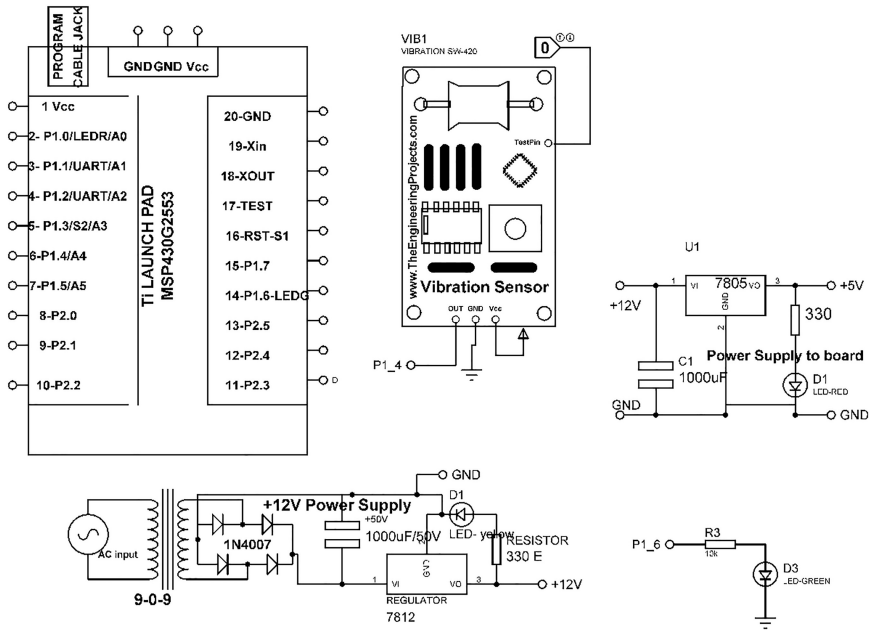 PROGRAM
CABLE JACK
GNDGND Vcc
1 Vcc
2- P1.0/LEDR/A0
3- P1.1/UART/A1
4- P1.2/UART/A2
5- P1.3/S2/A3
6-P1.4/A4
7-P1.5/A5
8-P2.0
9-P2.1
10-P2.2
Ti LAUNCH PAD
MSP430G2553
20-GND
19-Xin
18-XOUT
17-TEST
16-RST-S1
15-P1.7
14-P1.6-LEDG
13-P2.5
12-P2.4
11-P2.3
D
VIB1
VIBRATION SW-420
0
www.TheEngineeringProjects.com
TestPin
Vibration Sensor
OUT GND Vcc
P1_4
U1
+12V
1
VI
7805
VO
3
+5V
GND
2
330
Power Supply to board
C1
1000uF
D1
LED-RED
GND
GND
AC input
9-0-9
1N4007
+12V Power Supply
+50V
1000uF/50V
GND
D1
LED- yellow
RESISTOR
330 E
2
GND
1
VI
VO
3
+12V
REGULATOR
7812
P1_6
R3
10k
D3
LED-GREEN